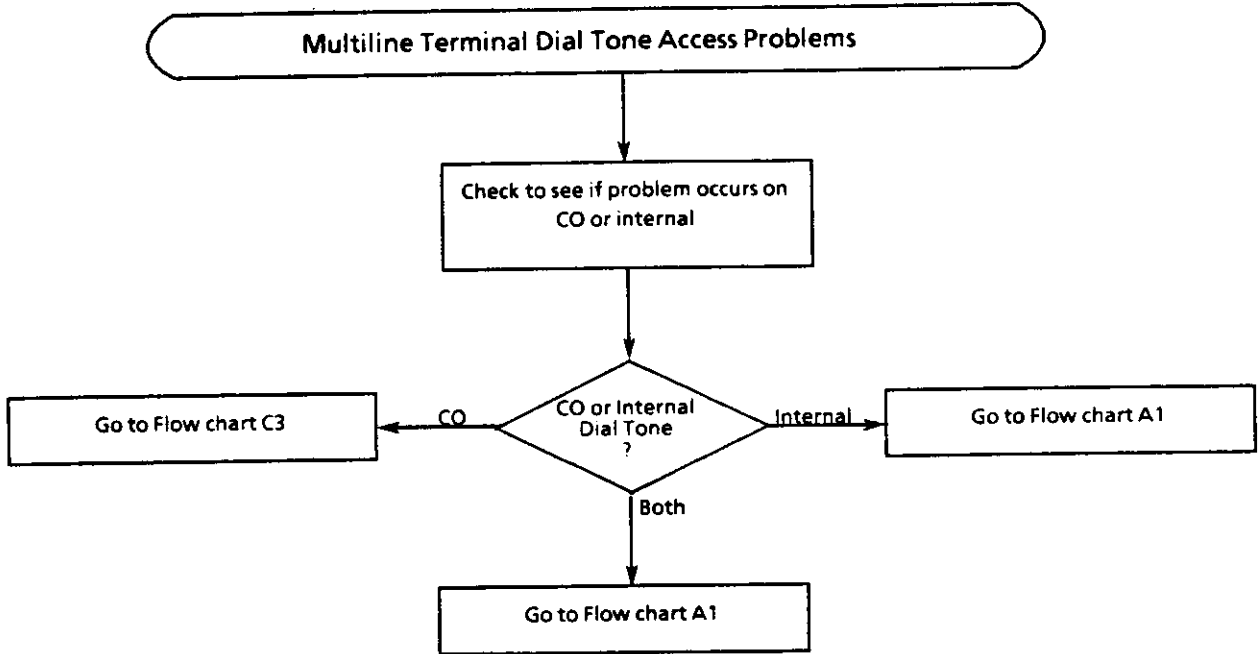 Multiline Terminal Dial Tone Access Problems
Check to see if problem occurs on
CO or internal
Go to Flow chart C3
CO
CO or Internal
Dial Tone
?
Internal
Go to Flow chart A1
Both
Go to Flow chart A1